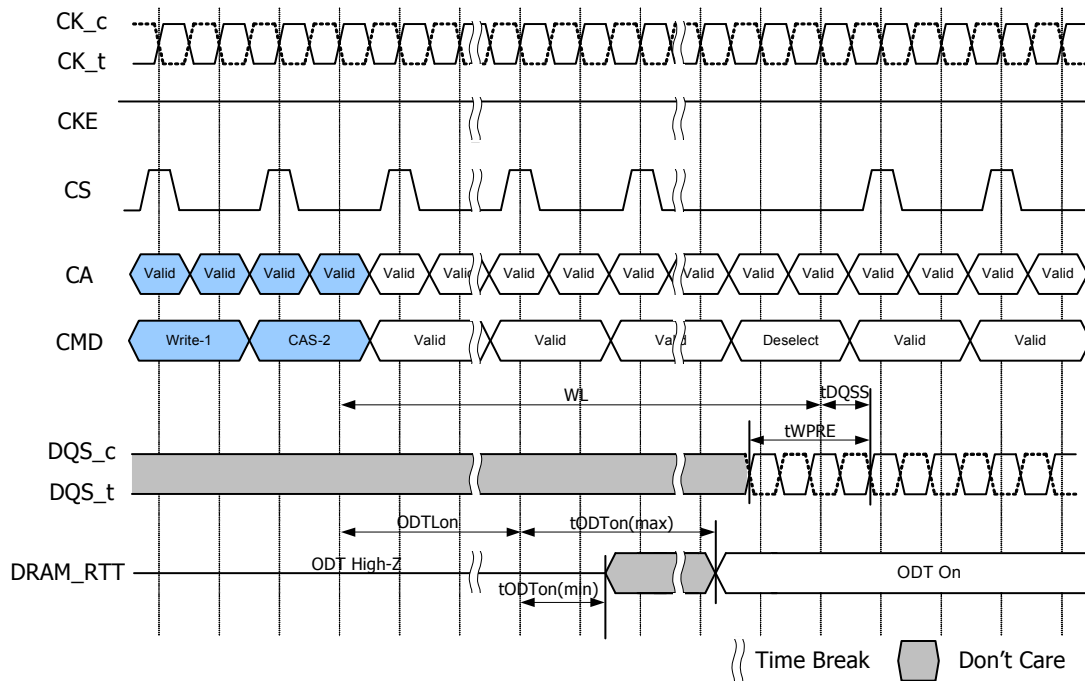 CK_c
CK_t
CKE
CS
CA Valid Valid Valid Valid Valid Valid Valid Valid Valid Valid Valid Valid Valid Valid Valid Valid
CMD Write-1 CAS-2 Valid Valid Valid Deselect Valid Valid
WL tDQSS
tWPRE
DQS_c
DQS_t
ODTLon tODTon(max)
DRAM_RTT ODT High-Z ODT On
tODTon(min)
Time Break Don't Care